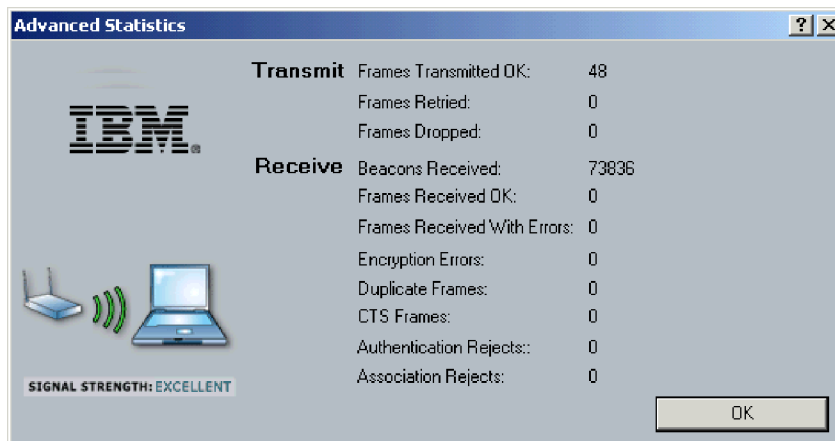 Advanced Statistics
IBM®
Transmit Frames Transmitted OK: 48
Frames Retried: 0
Frames Dropped: 0
Receive Beacons Received: 73836
Frames Received OK: 0
Frames Received With Errors: 0
Encryption Errors: 0
Duplicate Frames: 0
CTS Frames: 0
Authentication Rejects:: 0
Association Rejects: 0
SIGNAL STRENGTH: EXCELLENT
OK